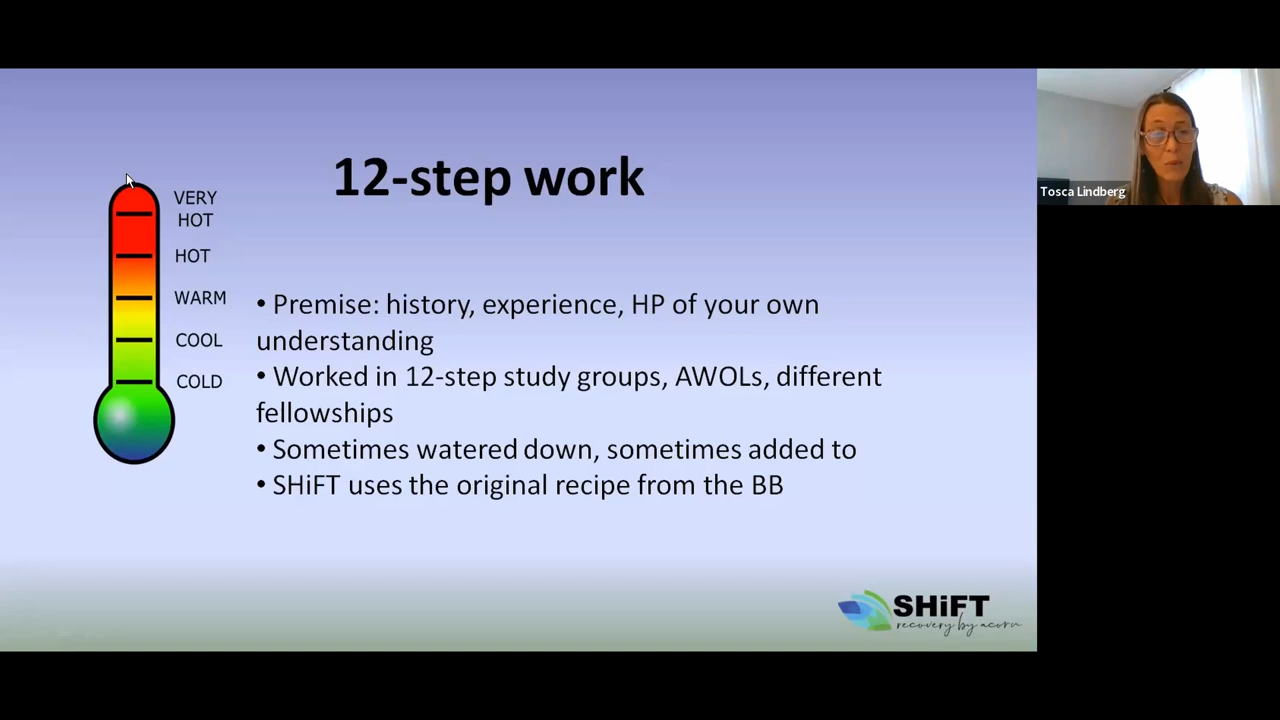 12-step work
VERY
HOT
HOT
WARM
COOL
COLD
• Premise: history, experience, HP of your own
understanding
• Worked in 12-step study groups, AWOLs, different
fellowships
• Sometimes watered down, sometimes added to
• SHiFT uses the original recipe from the BB
SHiFT
recovery by acorn
Tosca Lindberg